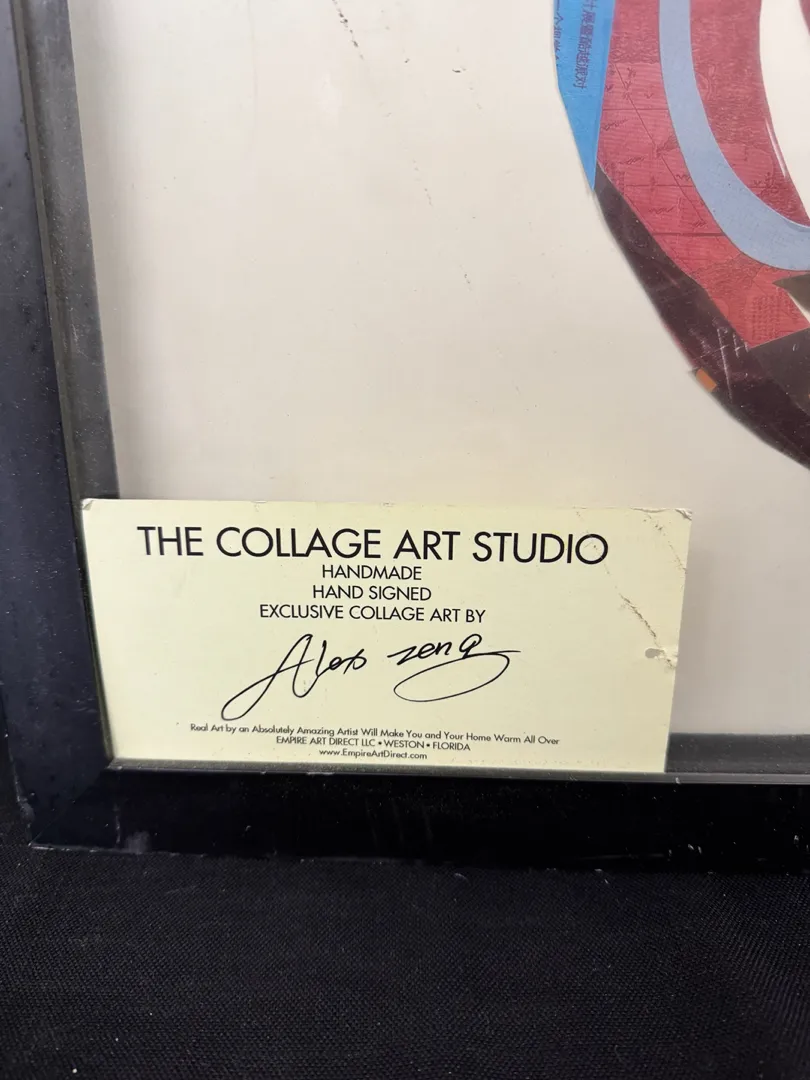 THE COLLAGE ART STUDIO
HANDMADE
HAND SIGNED
EXCLUSIVE COLLAGE ART BY
Alex Zeng
Real Art by an Absolutely Amazing Artist Will Make You and Your Home Warm All Over
EMPIRE ART DIRECT LLC • WESTON • FLORIDA
www.EmpireArtDirect.com